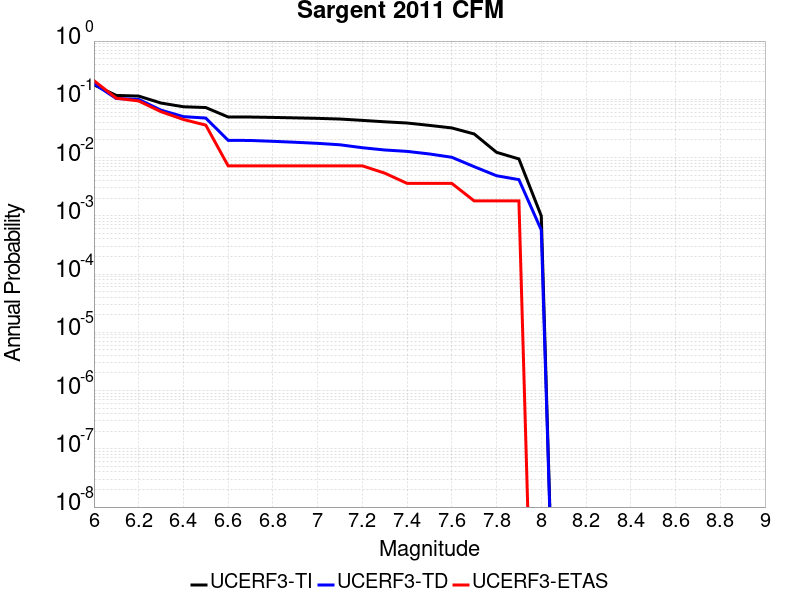 Sargent 2011 CFM
10^0
10^-1
10^-2
10^-3
10^-4
10^-5
10^-6
10^-7
10^-8
Annual Probability
6 6.2 6.4 6.6 6.8 7 7.2 7.4 7.6 7.8 8 8.2 8.4 8.6 8.8 9
Magnitude
UCERF3-TI UCERF3-TD UCERF3-ETAS